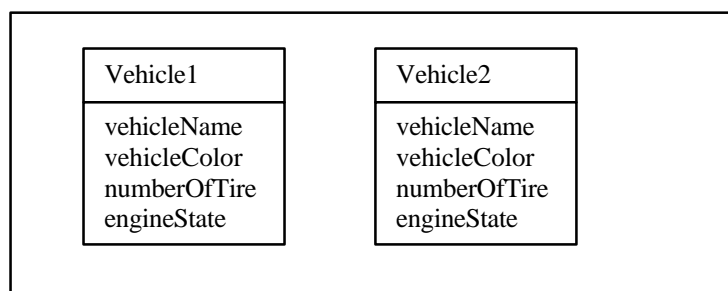 Vehicle1
vehicleName
vehicleColor
numberOfTire
engineState
Vehicle2
vehicleName
vehicleColor
numberOfTire
engineState